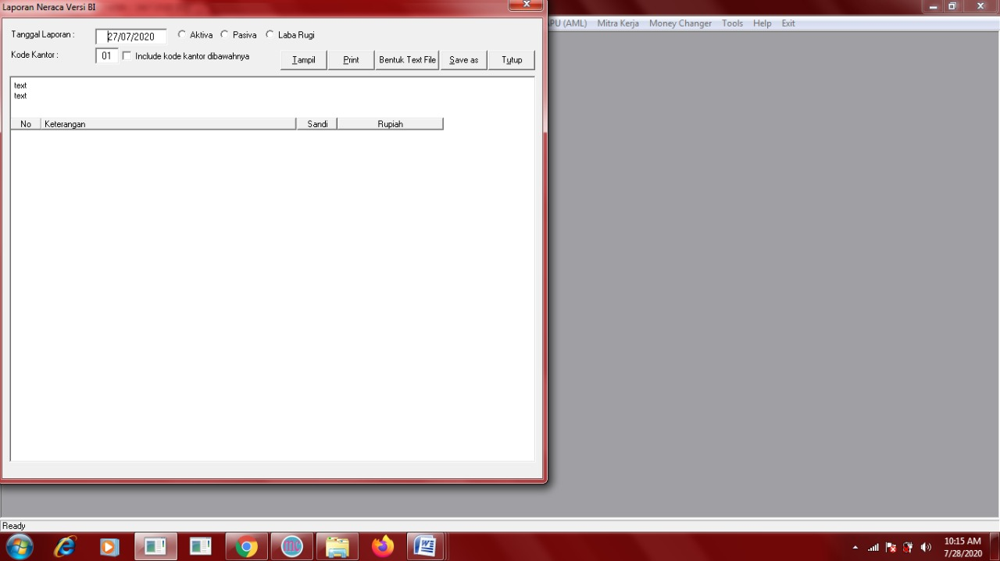 Laporan Neraca Versi BI
PU (AML) Mitra Kerja Money Changer Tools Help Exit
Tanggal Laporan : 27/07/2020 Aktiva Pasiva Laba Rugi
Kode Kantor : 01 Include kode kantor dibawahnya
Tampil Print Bentuk Text File Save as Tutup
text
text
No Keterangan Sandi Rupiah
Ready
10:15 AM
7/28/2020